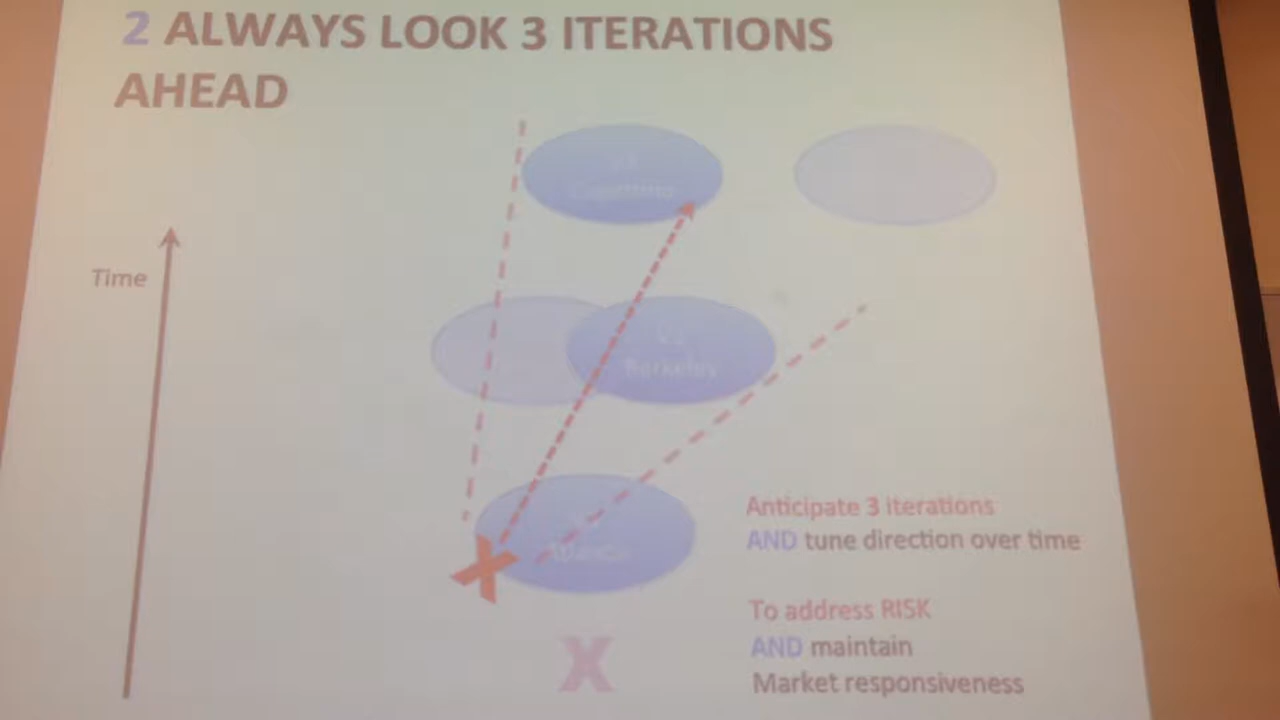 2 ALWAYS LOOK 3 ITERATIONS
AHEAD
Time
Berkeley
Anticipate 3 iterations
AND tune direction over time
To address RISK
AND maintain
Market responsiveness